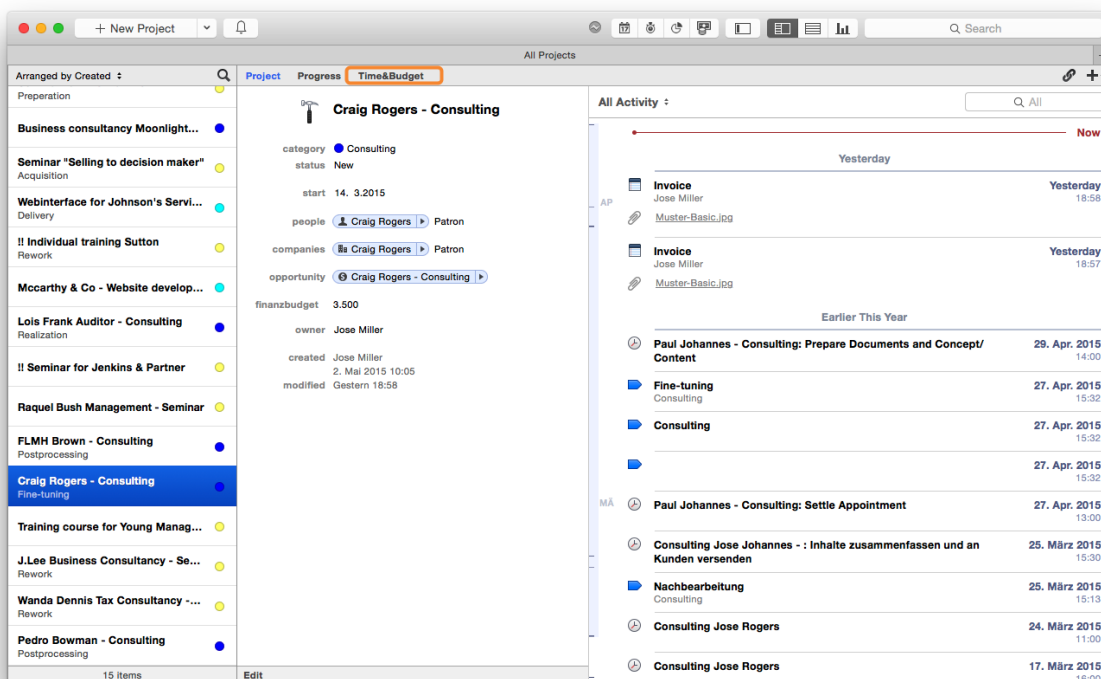 + New Project
17
Search
All Projects
Arranged by Created
Project Progress Time&Budget
Preperation
Business consultancy Moonlight...
Seminar "Selling to decision maker"
Acquisition
Webinterface for Johnson's Servi...
Delivery
!! Individual training Sutton
Rework
Mccarthy & Co - Website develop...
Lois Frank Auditor - Consulting
Realization
!! Seminar for Jenkins & Partner
Raquel Bush Management - Seminar
FLMH Brown - Consulting
Postprocessing
Craig Rogers - Consulting
Fine-tuning
Training course for Young Manag...
J.Lee Business Consultancy - Se...
Rework
Wanda Dennis Tax Consultancy -...
Rework
Pedro Bowman - Consulting
Postprocessing
15 items
Craig Rogers - Consulting
category Consulting
status New
start 14. 3.2015
people Craig Rogers Patron
companies Craig Rogers Patron
opportunity Craig Rogers - Consulting
finanzbudget 3.500
owner Jose Miller
created Jose Miller
2. Mai 2015 10:05
modified Gestern 18:58
Edit
All Activity
All
Now
Yesterday
AP
Invoice Yesterday
Jose Miller 18:58
Muster-Basic.jpg
Invoice Yesterday
Jose Miller 18:57
Muster-Basic.jpg
Earlier This Year
Paul Johannes - Consulting: Prepare Documents and Concept/ 29. Apr. 2015
Content 14:00
Fine-tuning 27. Apr. 2015
Consulting 15:32
Consulting 27. Apr. 2015
15:32
27. Apr. 2015
15:32
MÄ
Paul Johannes - Consulting: Settle Appointment 27. Apr. 2015
13:00
Consulting Jose Johannes - : Inhalte zusammenfassen und an 25. März 2015
Kunden versenden 15:30
Nachbearbeitung 25. März 2015
Consulting 15:13
Consulting Jose Rogers 24. März 2015
11:00
Consulting Jose Rogers 17. März 2015
16:00